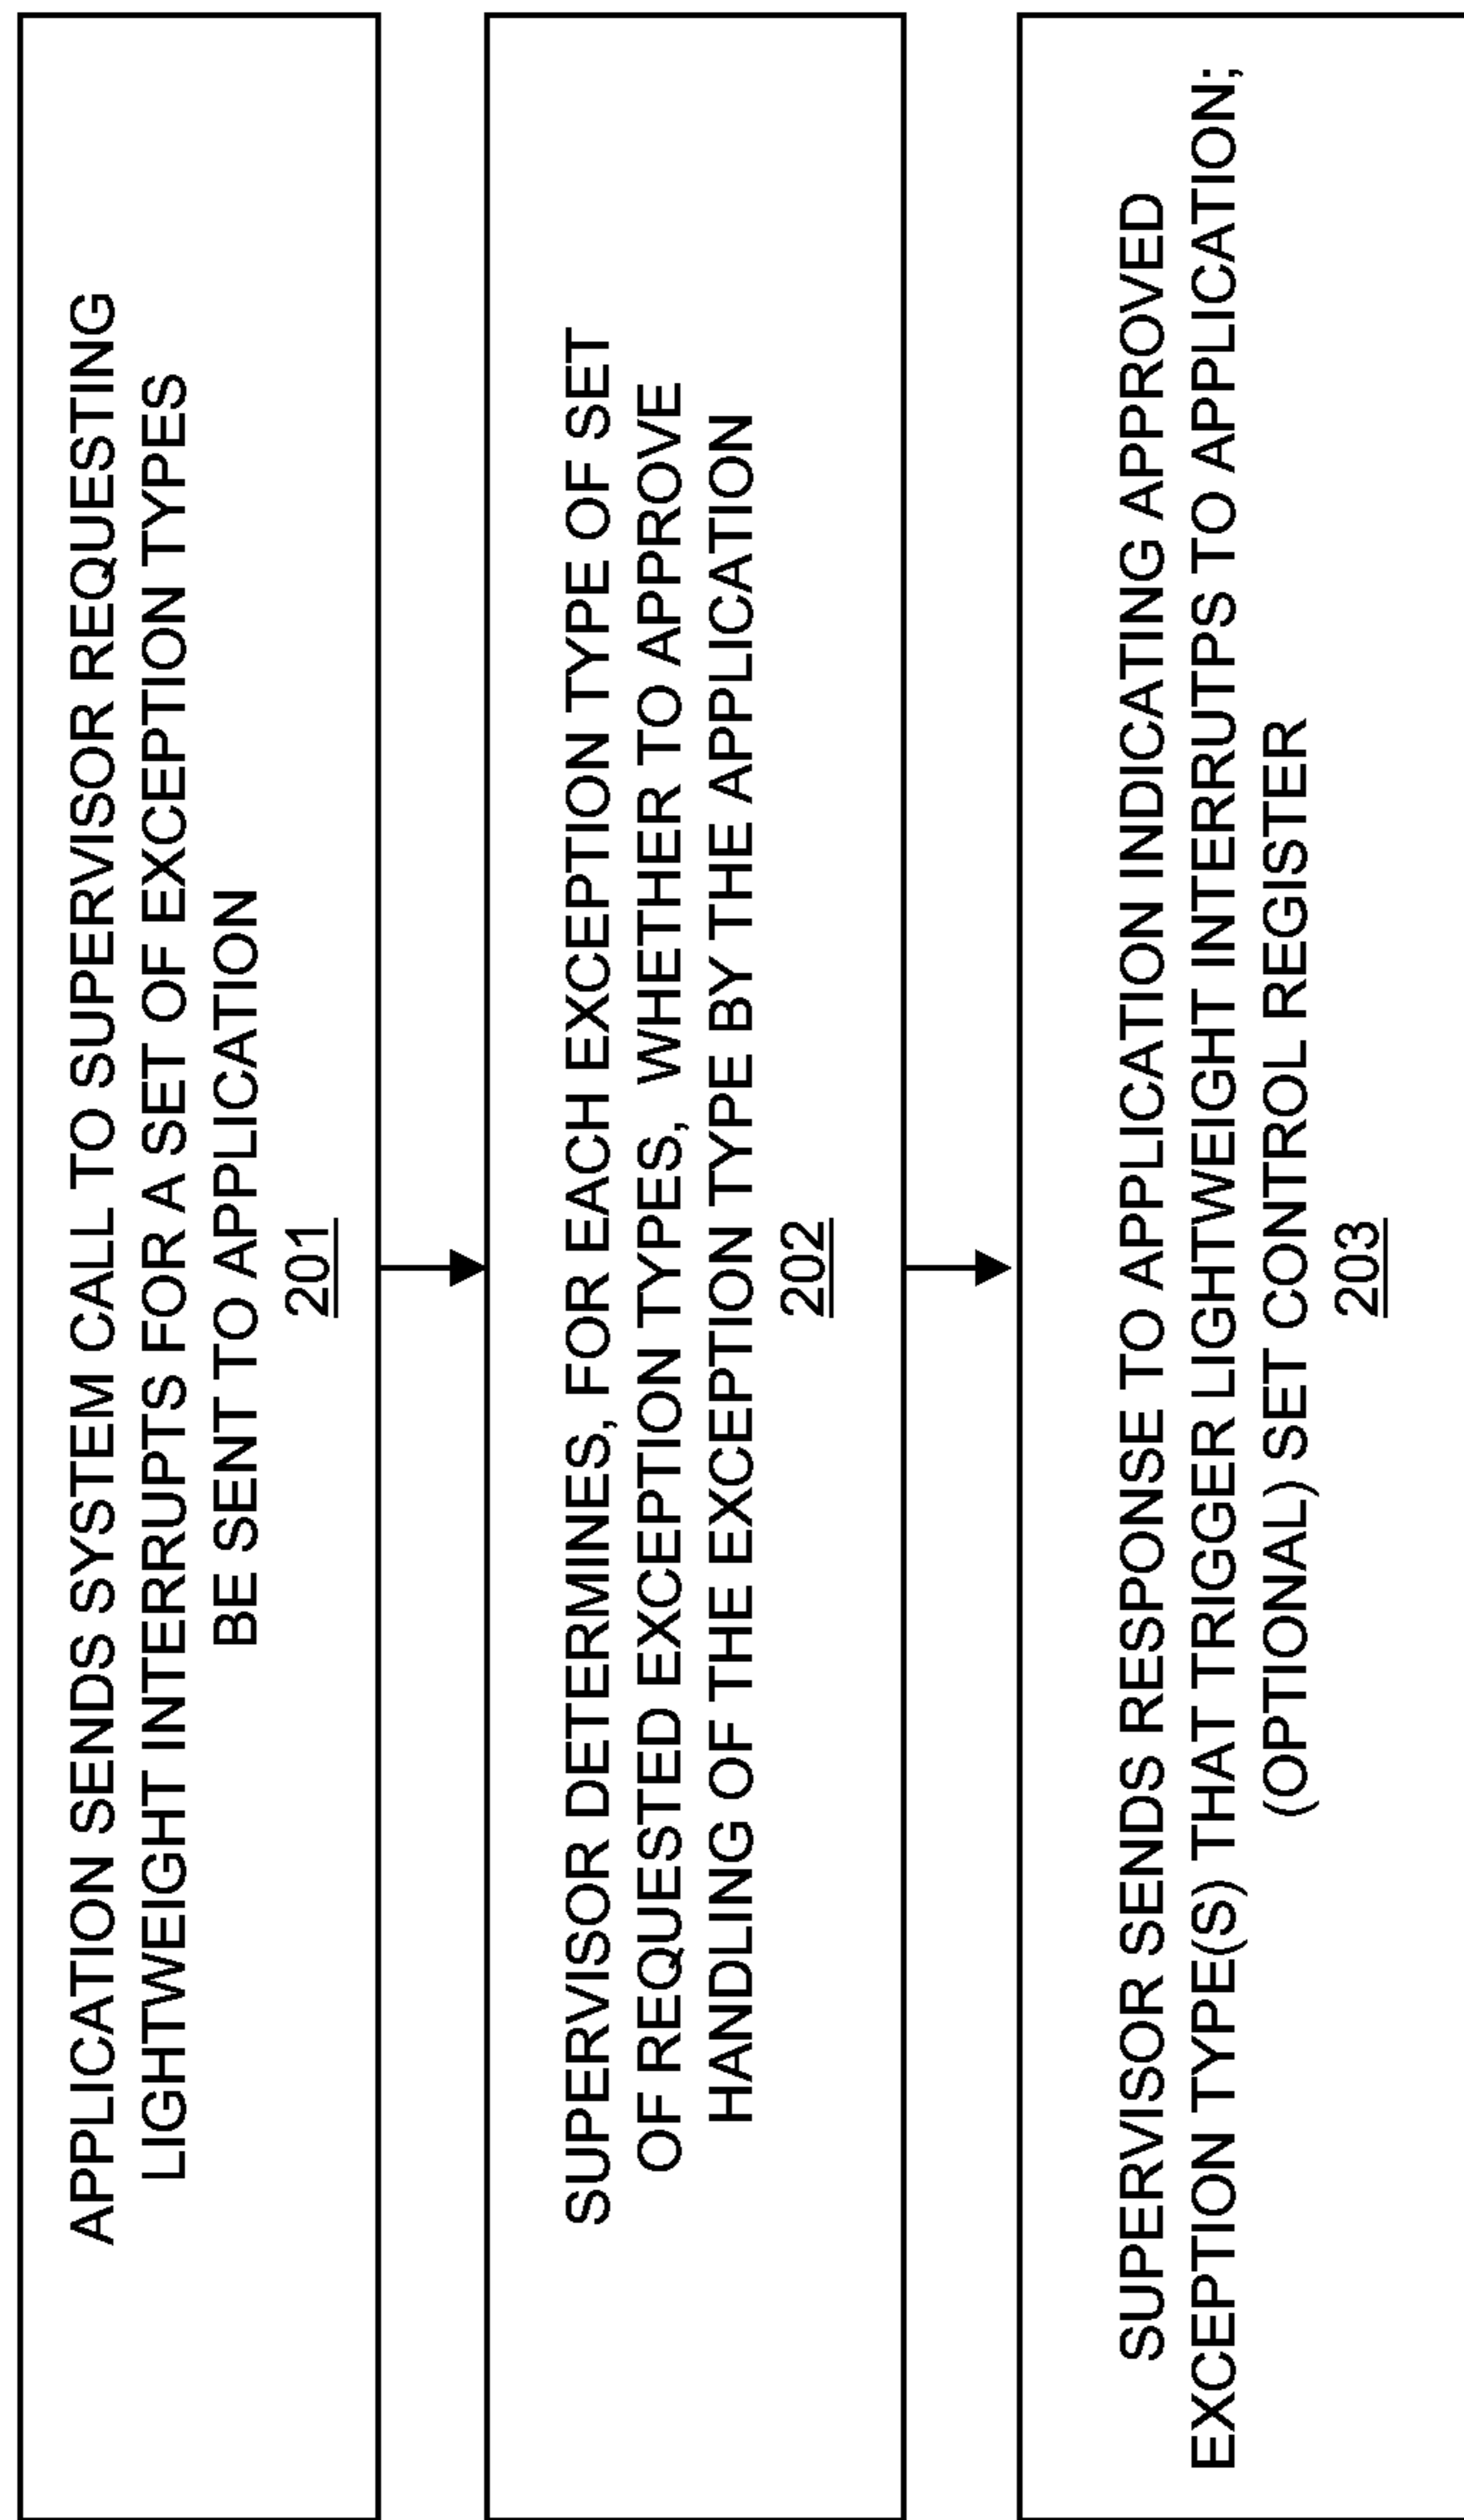 APPLICATION SENDS SYSTEM CALL TO SUPERVISOR REQUESTING
LIGHTWEIGHT INTERRUPTS FOR A SET OF EXCEPTION TYPES
BE SENT TO APPLICATION
201
SUPERVISOR DETERMINES, FOR EACH EXCEPTION TYPE OF SET
OF REQUESTED EXCEPTION TYPES, WHETHER TO APPROVE
HANDLING OF THE EXCEPTION TYPE BY THE APPLICATION
202
SUPERVISOR SENDS RESPONSE TO APPLICATION INDICATING APPROVED
EXCEPTION TYPE(S) THAT TRIGGER LIGHTWEIGHT INTERRUTPS TO APPLICATION;
(OPTIONAL) SET CONTROL REGISTER
203